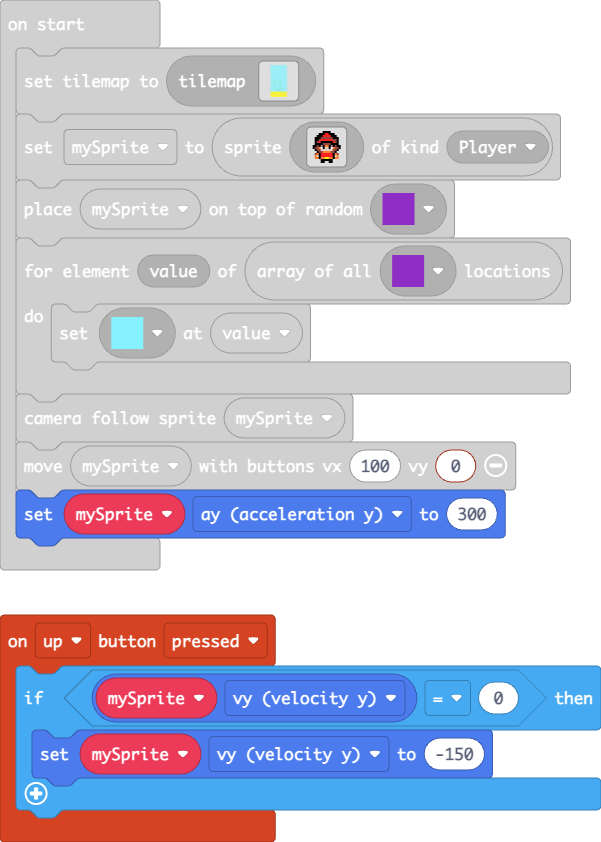 on start
set tilemap to tilemap
set mySprite to sprite of kind Player
place mySprite on top of random
for element value of array of all locations
do
set at value
camera follow sprite mySprite
move mySprite with buttons vx 100 vy 0
set mySprite ay (acceleration y) to 300
on up button pressed
if mySprite vy (velocity y) = 0 then
set mySprite vy (velocity y) to -150